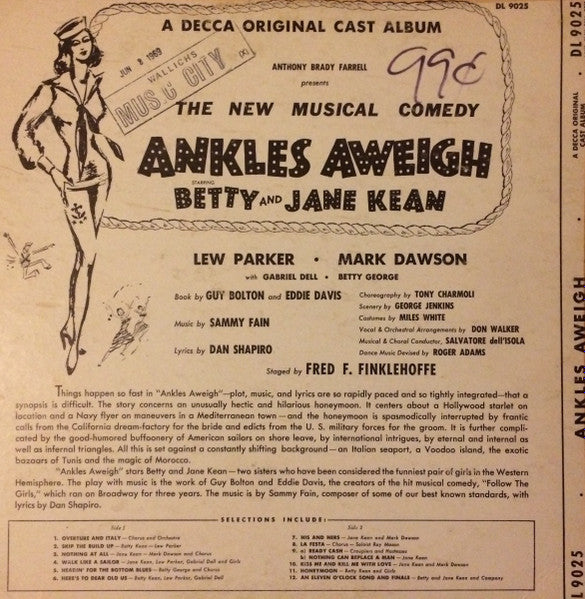 DL 9025
A DECCA ORIGINAL CAST ALBUM
JUN 8 1959
WALLICHS
MUSIC CITY
ANTHONY BRADY FARRELL
presents
99¢
THE NEW MUSICAL COMEDY
ANKLES AWEIGH
STARRING
BETTY AND JANE KEAN
LEW PARKER • MARK DAWSON
with GABRIEL DELL • BETTY GEORGE
Book by GUY BOLTON and EDDIE DAVIS
Music by SAMMY FAIN
Lyrics by DAN SHAPIRO
Choreography by TONY CHARMOLI
Scenery by GEORGE JENKINS
Costumes by MILES WHITE
Vocal & Orchestral Arrangements by DON WALKER
Musical & Choral Conductor, SALVATORE dell'ISOLA
Dance Music Devised by ROGER ADAMS
Staged by FRED F. FINKLEHOFFE
Things happen so fast in "Ankles Aweigh"—plot, music, and lyrics are so rapidly paced and so tightly integrated—that a
synopsis is difficult. The story concerns an unusually hectic and hilarious honeymoon. It centers about a Hollywood starlet on
location and a Navy flyer on maneuvers in a Mediterranean town — and the honeymoon is spasmodically interrupted by frantic
calls from the California dream-factory for the bride and edicts from the U. S. military forces for the groom. It is further compli-
cated by the good-humored buffoonery of American sailors on shore leave, by international intrigues, by eternal and internal as
well as infernal triangles. All this is set against a constantly shifting background—an Italian seaport, a Voodoo island, the exotic
bazaars of Tunis and the magic of Morocco.
"Ankles Aweigh" stars Betty and Jane Kean — two sisters who have been considered the funniest pair of girls in the Western
Hemisphere. The play with music is the work of Guy Bolton and Eddie Davis, the creators of the hit musical comedy, "Follow The
Girls," which ran on Broadway for three years. The music is by Sammy Fain, composer of some of our best known standards, with
lyrics by Dan Shapiro.
SELECTIONS INCLUDE:
Side 1
1. OVERTURE AND ITALY — Chorus and Orchestra
2. SKIP THE BUILD UP — Betty Kean — Lew Parker
3. NOTHING AT ALL — Jane Kean — Mark Dawson and Chorus
4. WALK LIKE A SAILOR — Jane Kean, Lew Parker, Gabriel Dell and Girls
5. HEADIN' FOR THE BOTTOM BLUES — Betty George and Chorus
6. HERE'S TO DEAR OLD US — Betty Kean, Lew Parker, Gabriel Dell
Side 2
7. HIS AND HERS — Jane Kean and Mark Dawson
8. LA FESTA — Chorus — Soloist Ray Mason
9. a) READY CASH — Croupiers and Hostesses
b) NOTHING CAN REPLACE A MAN — Jane Kean
10. KISS ME AND KILL ME WITH LOVE — Jane Kean and Mark Dawson
11. HONEYMOON — Betty Kean and Girls
12. AN ELEVEN O'CLOCK SONG AND FINALE — Betty and Jane Kean and Company
DL 9025
A DECCA ORIGINAL
CAST ALBUM
ANKLES AWEIGH
L 9025